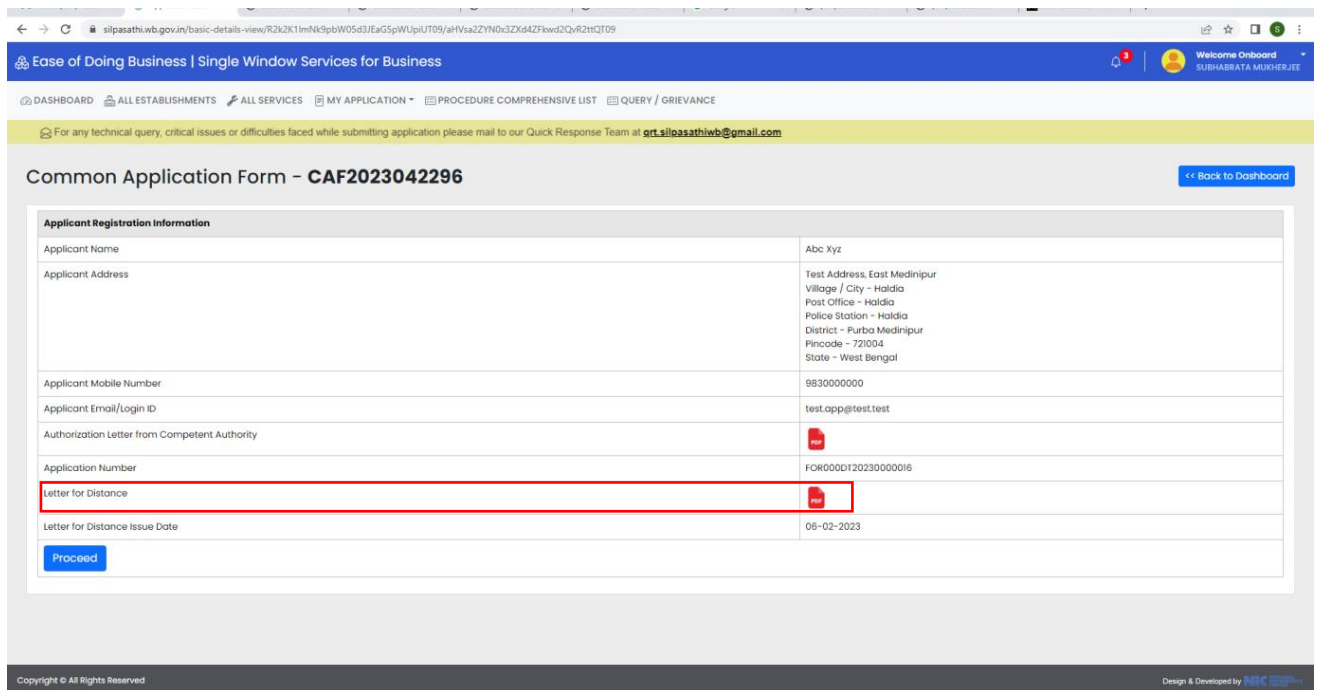 silpasathi.wb.gov.in/basic-details-view/R2k2K1lmNk9pbW05d3JEaG5pWUpiUT09/aHVsa2ZYN0x3ZXd4ZFkwd2QvR2ttQT09
S
Ease of Doing Business | Single Window Services for Business
3
Welcome Onboard
SUBHABRATA MUKHERJEE
DASHBOARD ALL ESTABLISHMENTS ALL SERVICES MY APPLICATION PROCEDURE COMPREHENSIVE LIST QUERY / GRIEVANCE
For any technical query, critical issues or difficulties faced while submitting application please mail to our Quick Response Team at qrt.silpasathiwb@gmail.com
Common Application Form - CAF2023042296
<< Back to Dashboard
Applicant Registration Information
Applicant Name Abc Xyz
Applicant Address Test Address, East Medinipur
Village / City - Haldia
Post Office - Haldia
Police Station - Haldia
District - Purba Medinipur
Pincode - 721004
State - West Bengal
Applicant Mobile Number 9830000000
Applicant Email/Login ID test.app@test.test
Authorization Letter from Competent Authority PDF
Application Number FOR000DT20230000016
Letter for Distance PDF
Letter for Distance Issue Date 06-02-2023
Proceed
Copyright © All Rights Reserved
Design & Developed by NIC